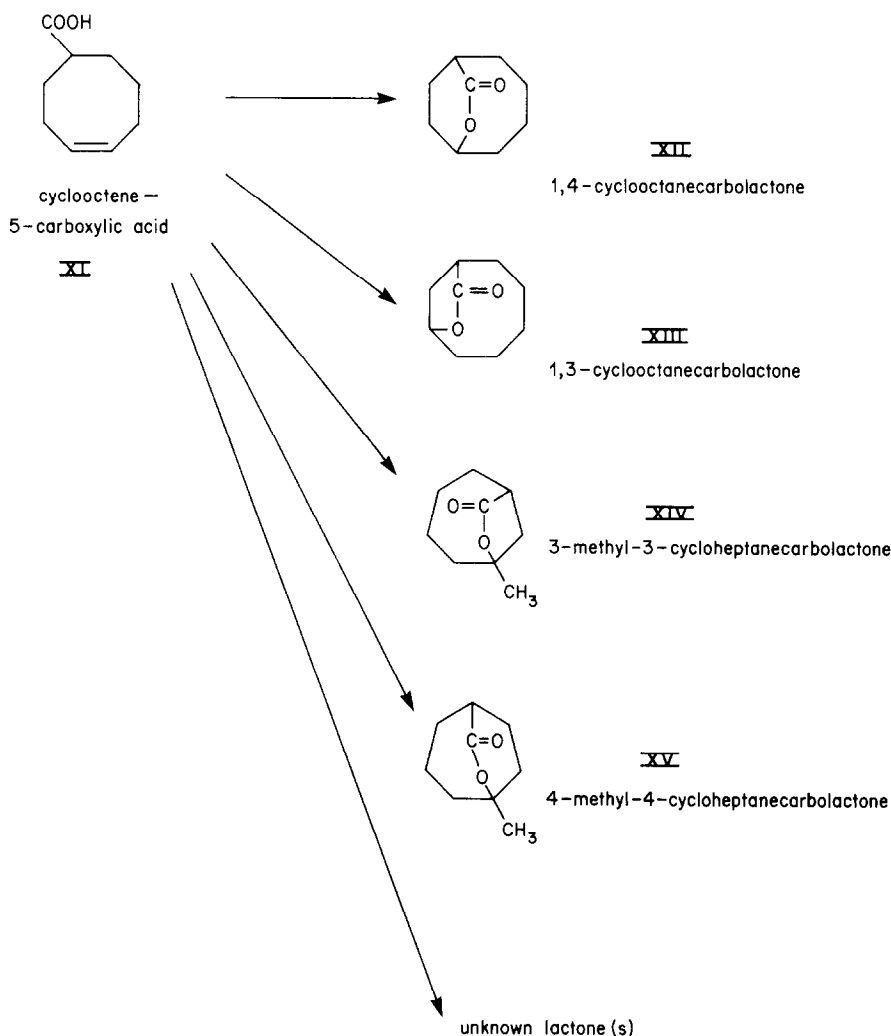 COOH
cyclooctene —
5-carboxylic acid
XI
C=O
O
XII
1,4-cyclooctanecarbolactone
C=O
O
XIII
1,3-cyclooctanecarbolactone
O=C
O
CH3
XIV
3-methyl-3-cycloheptanecarbolactone
C=O
O
CH3
XV
4-methyl-4-cycloheptanecarbolactone
unknown lactone(s)